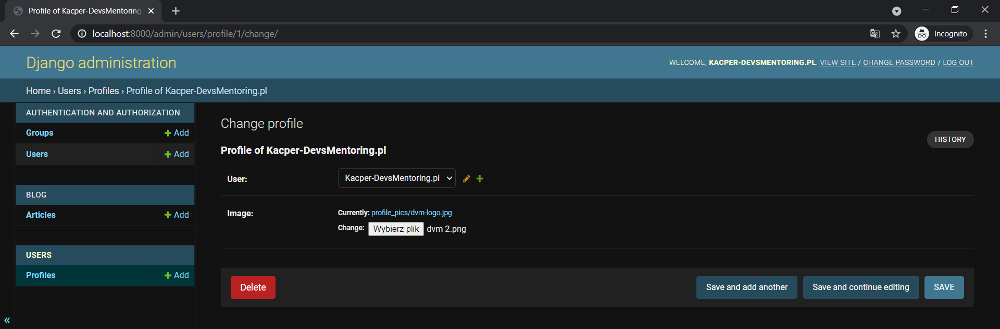 Profile of Kacper-DevsMentoring
localhost:8000/admin/users/profile/1/change/
Incognito
Django administration
WELCOME, KACPER-DEVSMENTORING.PL. VIEW SITE / CHANGE PASSWORD / LOG OUT
Home › Users › Profiles › Profile of Kacper-DevsMentoring.pl
AUTHENTICATION AND AUTHORIZATION
Groups + Add
Users + Add
BLOG
Articles + Add
USERS
Profiles + Add
«
Change profile
HISTORY
Profile of Kacper-DevsMentoring.pl
User: Kacper-DevsMentoring.pl
Image: Currently: profile_pics/dvm-logo.jpg
Change: Wybierz plik dvm 2.png
Delete Save and add another Save and continue editing SAVE